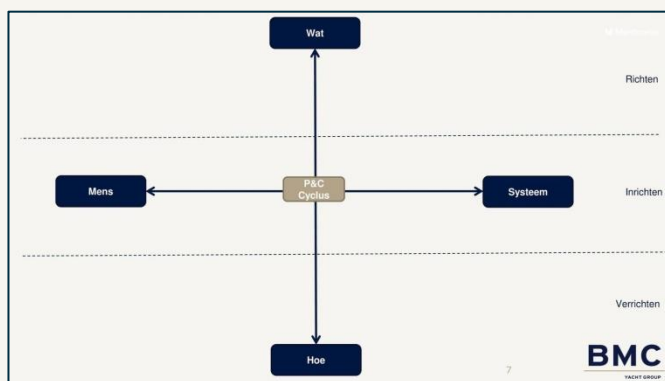 Wat
Richten
Mens
P&C
Cyclus
Systeem
Inrichten
Verrichten
Hoe
7
BMC
YACHT GROUP